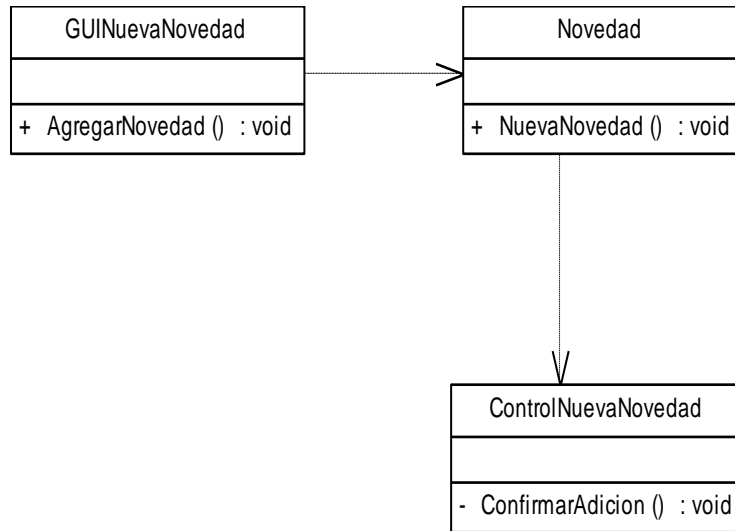 GUINuevaNovedad
+ AgregarNovedad () : void
Novedad
+ NuevaNovedad () : void
ControlNuevaNovedad
- ConfirmarAdicion () : void